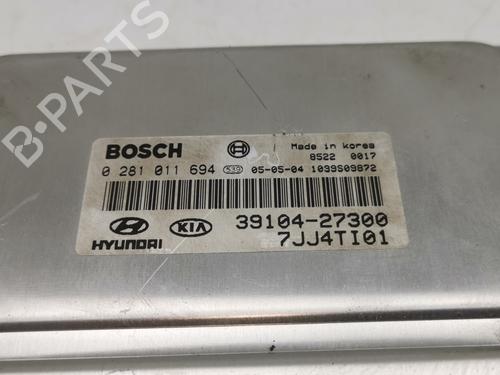 BOSCH
Made in Korea
8522 0017
0 281 011 694 05-05-04 1039S09872
HYUNDAI KIA 39104-27300
7JJ4TI01
B-PARTS